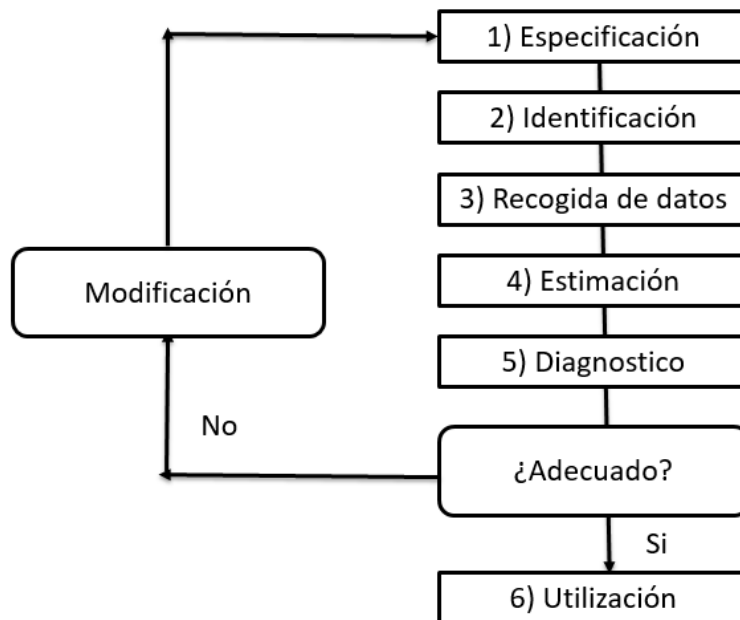 1) Especificación
2) Identificación
3) Recogida de datos
Modificación
4) Estimación
5) Diagnostico
No
¿Adecuado?
Si
6) Utilización